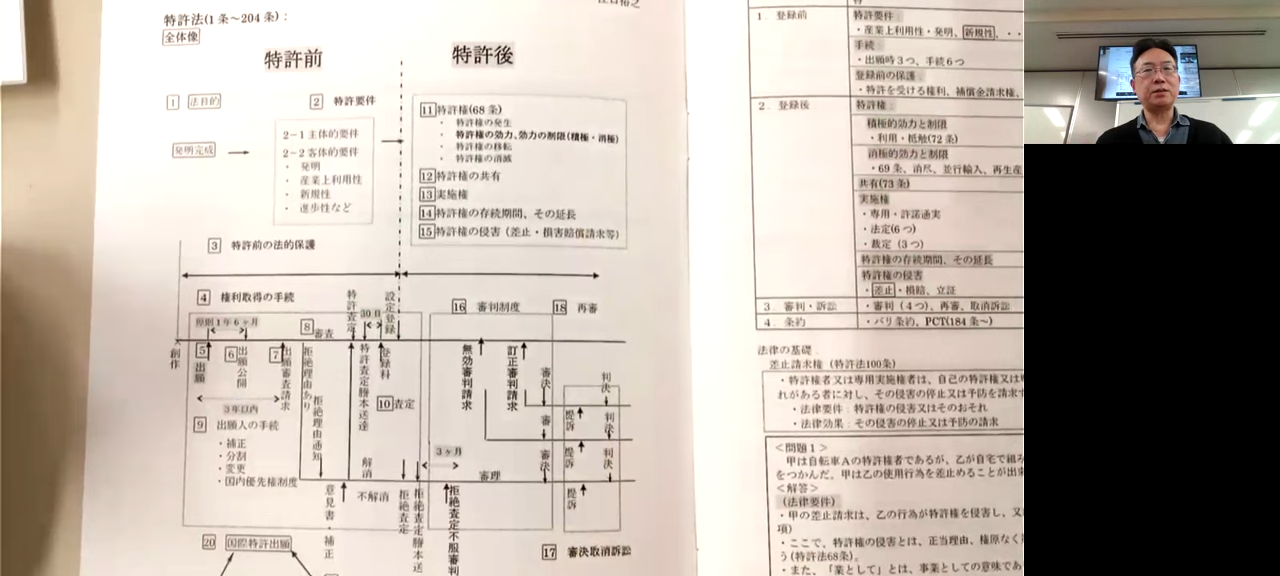 特許法(1条～204条)：
全体像
特許前
特許後
1 法目的
2 特許要件
発明完成
2－1 主体的要件
2－2 客体的要件
・ 発明
・ 産業上利用性
・ 新規性
・ 進歩性など
11 特許権(68条)
・ 特許権の発生
・ 特許権の効力、効力の制限(積極・消極)
・ 特許権の移転
・ 特許権の消滅
12 特許権の共有
13 実施権
14 特許権の存続期間、その延長
15 特許権の侵害（差止・損害賠償請求等）
3 特許前の法的保護
4 権利取得の手続
原則1年6ヶ月
創作
5 出願
6 出願公開
7 出願審査請求
3年以内
8 審査
特許査定
30日
設定登録
拒絶理由あり
拒絶理由通知
特許査定謄本送達
登録料
10 査定
9 出願人の手続
・補正
・分割
・変更
・国内優先権制度
解消
不解消
意見書・補正
拒絶査定
拒絶査定謄本送
3ヶ月
審理
拒絶査定不服審判
16 審判制度
18 再審
無効審判請求
訂正審判請求
審決
判決
提訴
審決
判決
提訴
審決
判決
提訴
17 審決取消訴訟
20 国際特許出願
1．登録前
特許要件：
・産業上利用性・発明、新規性、・・
手続：
・出願時3つ、手続6つ
登録前の保護：
・特許を受ける権利、補償金請求権、
2．登録後
特許権：
積極的効力と制限
・利用・抵触(72条)
消極的効力と制限
・69条、消尽、並行輸入、再生産
共有(73条)
実施権
・専用・許諾通実
・法定(6つ)
・裁定（3つ）
特許権の存続期間、その延長
特許権の侵害
・差止・損賠、立証
3．審判・訴訟
・審判（4つ)、再審、取消訴訟
4．条約
・パリ条約、PCT(184条～)
法律の基礎：
差止請求権（特許法100条）
・特許権者又は専用実施権者は、自己の特許権又は
れがある者に対し、その侵害の停止又は予防を請求す
・法律要件：特許権の侵害又はそのおそれ
・法律効果：その侵害の停止又は予防の請求
＜問題1＞
甲は自転車Aの特許権者であるが、乙が自宅で組み
をつかんだ。甲は乙の使用行為を差止めることが出来
＜解答＞
（法律要件）
・甲の差止請求は、乙の行為が特許権を侵害し、又
項)
・ここで、特許権の侵害とは、正当理由、権原なく
う(特許法68条)。
・また、「業として」とは、事業としての意味であ